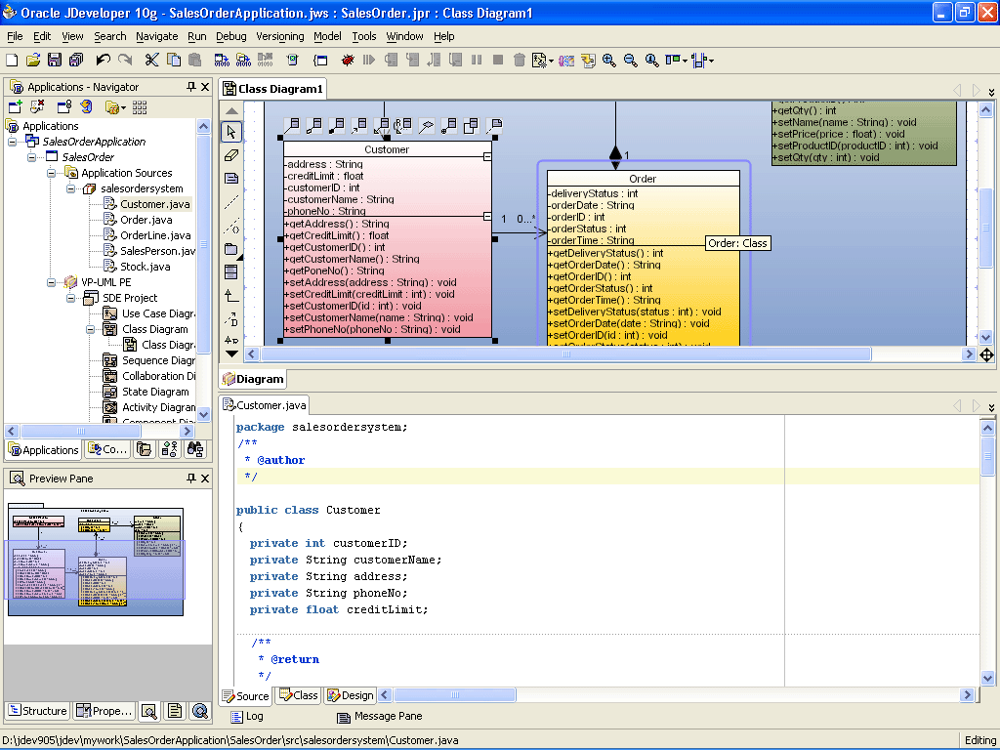 Oracle JDeveloper 10g - SalesOrderApplication.jws : SalesOrder.jpr : Class Diagram1
File Edit View Search Navigate Run Debug Versioning Model Tools Window Help
Applications - Navigator
Applications
SalesOrderApplication
SalesOrder
Application Sources
salesordersystem
Customer.java
Order.java
OrderLine.java
SalesPerson.jav
Stock.java
VP-UML PE
SDE Project
Use Case Diagr
Class Diagram
Class Diagr
Sequence Diagr
Collaboration Di
State Diagram
Activity Diagram
Component Dia
Applications Co...
Preview Pane
Structure Prope...
Class Diagram1
Customer
-address : String
-creditLimit : float
-customerID : int
-customerName : String
-phoneNo : String
+getAddress() : String
+getCreditLimit() : float
+getCustomerID() : int
+getCustomerName() : String
+getPoneNo() : String
+setAddress(address : String) : void
+setCreditLimit(creditLimit : int) : void
+setCustomerID(id : int) : void
+setCustomerName(name : String) : void
+setPhoneNo(phoneNo : String) : void
1 0...*
1
Order
-deliveryStatus : int
-orderDate : String
-orderID : int
-orderStatus : int
-orderTime : String
+getDeliveryStatus() : int
+getOrderDate() : String
+getOrderID() : int
+getOrderStatus() : int
+getOrderTime() : String
+setDeliveryStatus(status : int) : void
+setOrderDate(date : String) : void
+setOrderID(id : int) : void
+setOrderStatus(status : int) : void
Order: Class
+getProductID() : int
+getQty() : int
+setName(name : String) : void
+setPrice(price : float) : void
+setProductID(productID : int) : void
+setQty(qty : int) : void
Diagram
Customer.java
package salesordersystem;
/**
* @author
*/
public class Customer
{
private int customerID;
private String customerName;
private String address;
private String phoneNo;
private float creditLimit;
/**
* @return
*/
Source Class Design
Log Message Pane
D:\jdev905\jdev\mywork\SalesOrderApplication\SalesOrder\src\salesordersystem\Customer.java Editing